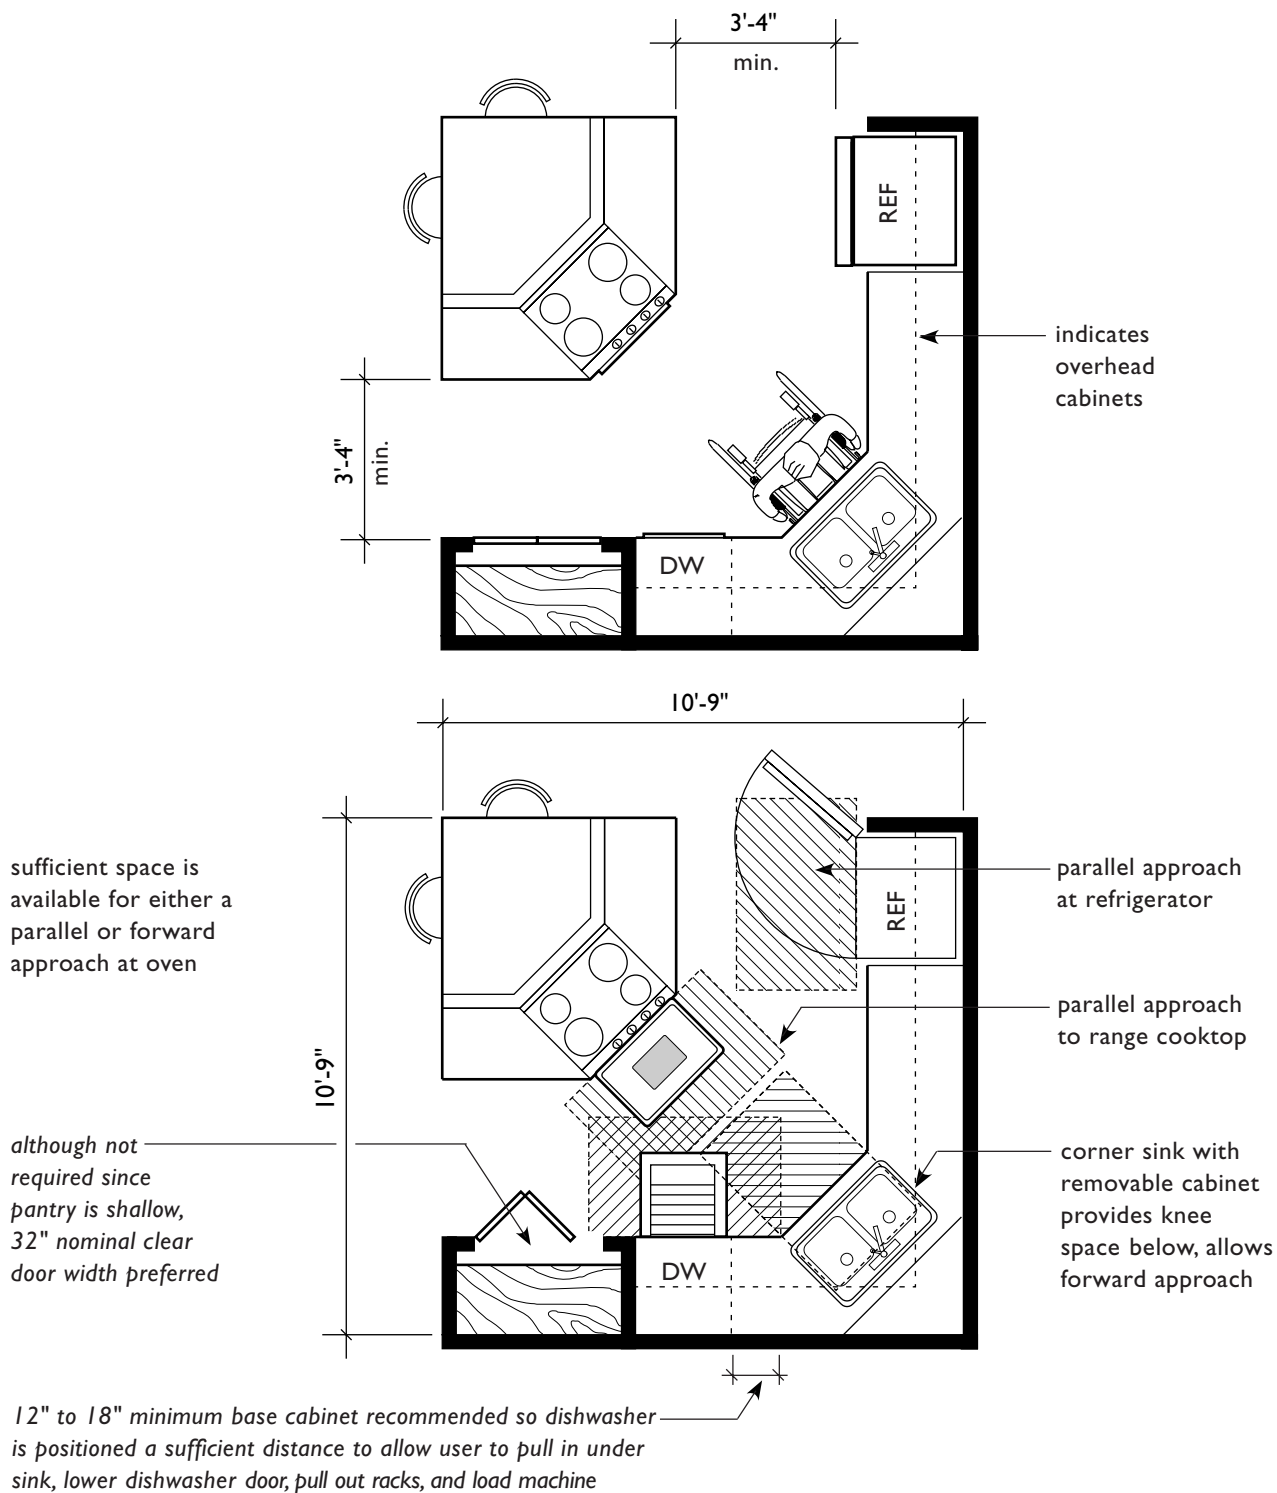 3'-4"
min.
REF
indicates
overhead
cabinets
3'-4"
min.
DW
10'-9"
sufficient space is
available for either a
parallel or forward
approach at oven
parallel approach
at refrigerator
REF
parallel approach
to range cooktop
10'-9"
although not
required since
pantry is shallow,
32" nominal clear
door width preferred
corner sink with
removable cabinet
provides knee
space below, allows
forward approach
DW
12" to 18" minimum base cabinet recommended so dishwasher
is positioned a sufficient distance to allow user to pull in under
sink, lower dishwasher door, pull out racks, and load machine